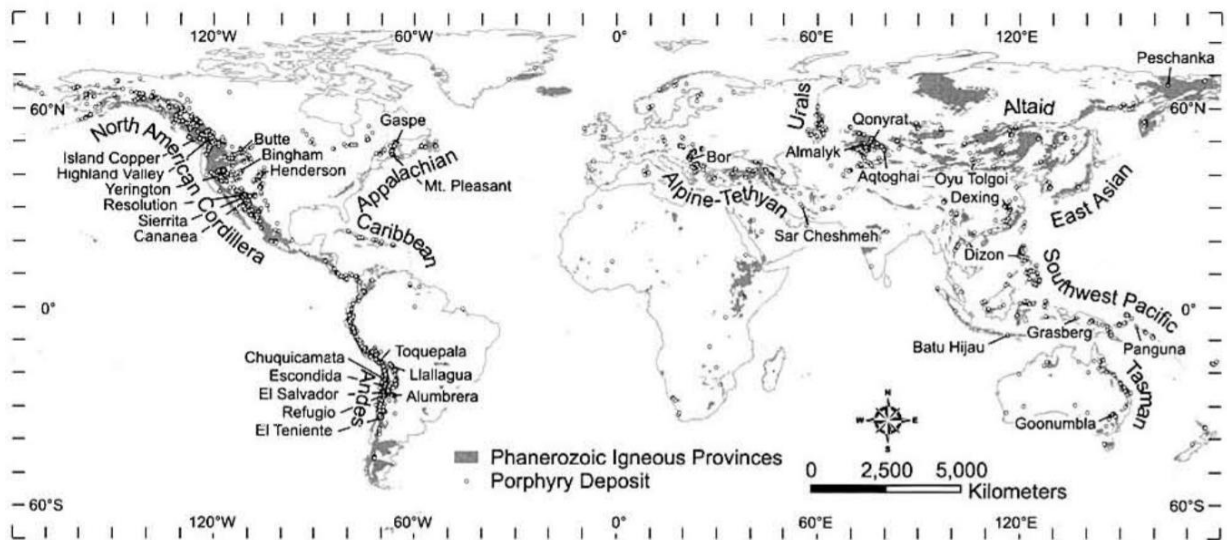 120°W 60°W 0° 60°E 120°E
Peschanka
60°N
60°N
Urals
Altaid
Qonyrat
Gaspe
North American Cordillera
Butte
Island Copper
Bingham
Highland Valley
Henderson
Almalyk
Bor
Yerington
Appalachian
Mt. Pleasant
Aqtoghai
Oyu Tolgoi
Resolution
Alpine-Tethyan
Dexing
East Asian
Sierrita
Caribbean
Cananea
Sar Cheshmeh
Dizon
Southwest Pacific
0°
0°
Grasberg
Batu Hijau
Panguna
Chuquicamata
Toquepala
Escondida
Llallagua
El Salvador
Alumbrera
Andes
Tasman
Refugio
El Teniente
N
W E
S
Goonumbla
Phanerozoic Igneous Provinces
Porphyry Deposit
0 2,500 5,000
Kilometers
60°S
60°S
120°W 60°W 0° 60°E 120°E